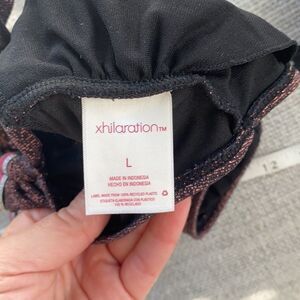 xhilaration™
L
MADE IN INDONESIA
HECHO EN INDONESIA
LABEL MADE FROM 100% RECYCLED PLASTIC
ETIQUETA ELABORADA CON PLÁSTICO
100 % RECICLADO
12